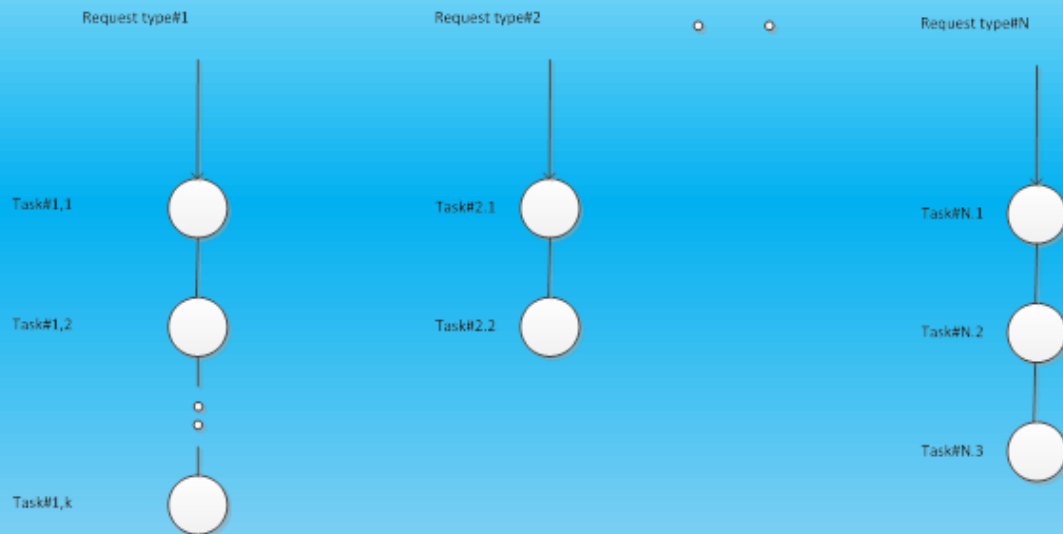 Request type#1
Request type#2
Request type#N
Task#1,1
Task#2.1
Task#N.1
Task#1,2
Task#2.2
Task#N.2
Task#N.3
Task#1,k